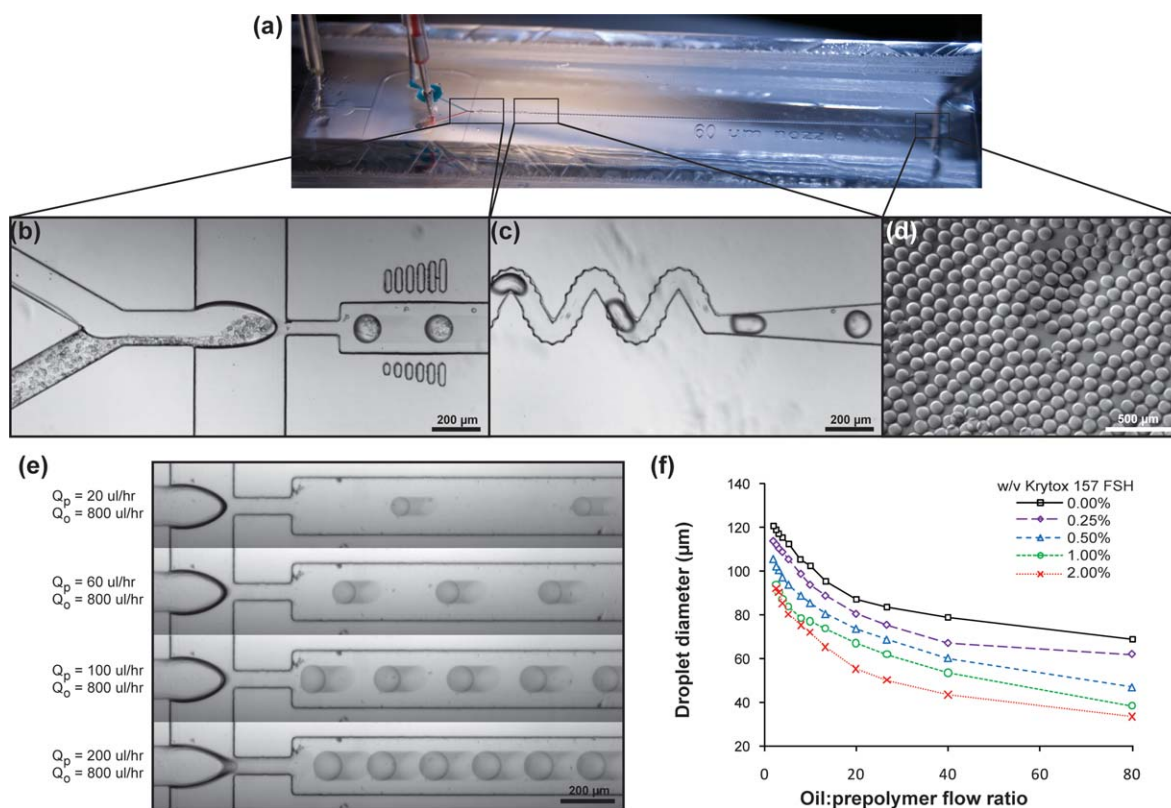 (a)
60 um nozzle
(b)
200 µm
(c)
200 µm
(d)
500 µm
(e)
Qp = 20 ul/hr
Qo = 800 ul/hr
Qp = 60 ul/hr
Qo = 800 ul/hr
Qp = 100 ul/hr
Qo = 800 ul/hr
Qp = 200 ul/hr
Qo = 800 ul/hr
200 µm
(f)
w/v Krytox 157 FSH
0.00%
0.25%
0.50%
1.00%
2.00%
Droplet diameter (µm)
140
120
100
80
60
40
20
0 20 40 60 80
Oil:prepolymer flow ratio